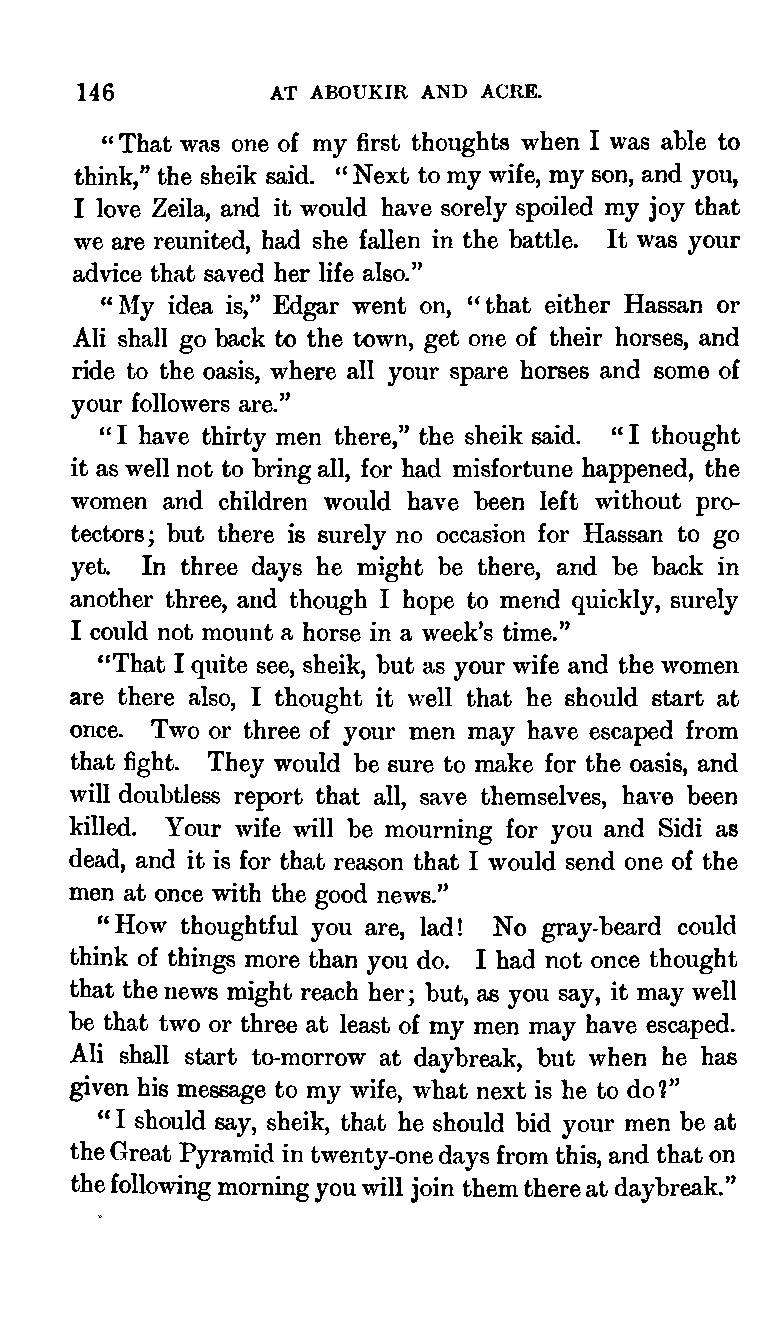 146 AT ABOUKIR AND ACRE.
"That was one of my first thoughts when I was able to
think," the sheik said. "Next to my wife, my son, and you,
I love Zeila, and it would have sorely spoiled my joy that
we are reunited, had she fallen in the battle. It was your
advice that saved her life also."
"My idea is," Edgar went on, "that either Hassan or
Ali shall go back to the town, get one of their horses, and
ride to the oasis, where all your spare horses and some of
your followers are."
"I have thirty men there," the sheik said. "I thought
it as well not to bring all, for had misfortune happened, the
women and children would have been left without pro-
tectors; but there is surely no occasion for Hassan to go
yet. In three days he might be there, and be back in
another three, and though I hope to mend quickly, surely
I could not mount a horse in a week's time."
"That I quite see, sheik, but as your wife and the women
are there also, I thought it well that he should start at
once. Two or three of your men may have escaped from
that fight. They would be sure to make for the oasis, and
will doubtless report that all, save themselves, have been
killed. Your wife will be mourning for you and Sidi as
dead, and it is for that reason that I would send one of the
men at once with the good news."
"How thoughtful you are, lad! No gray-beard could
think of things more than you do. I had not once thought
that the news might reach her; but, as you say, it may well
be that two or three at least of my men may have escaped.
Ali shall start to-morrow at daybreak, but when he has
given his message to my wife, what next is he to do?"
"I should say, sheik, that he should bid your men be at
the Great Pyramid in twenty-one days from this, and that on
the following morning you will join them there at daybreak."